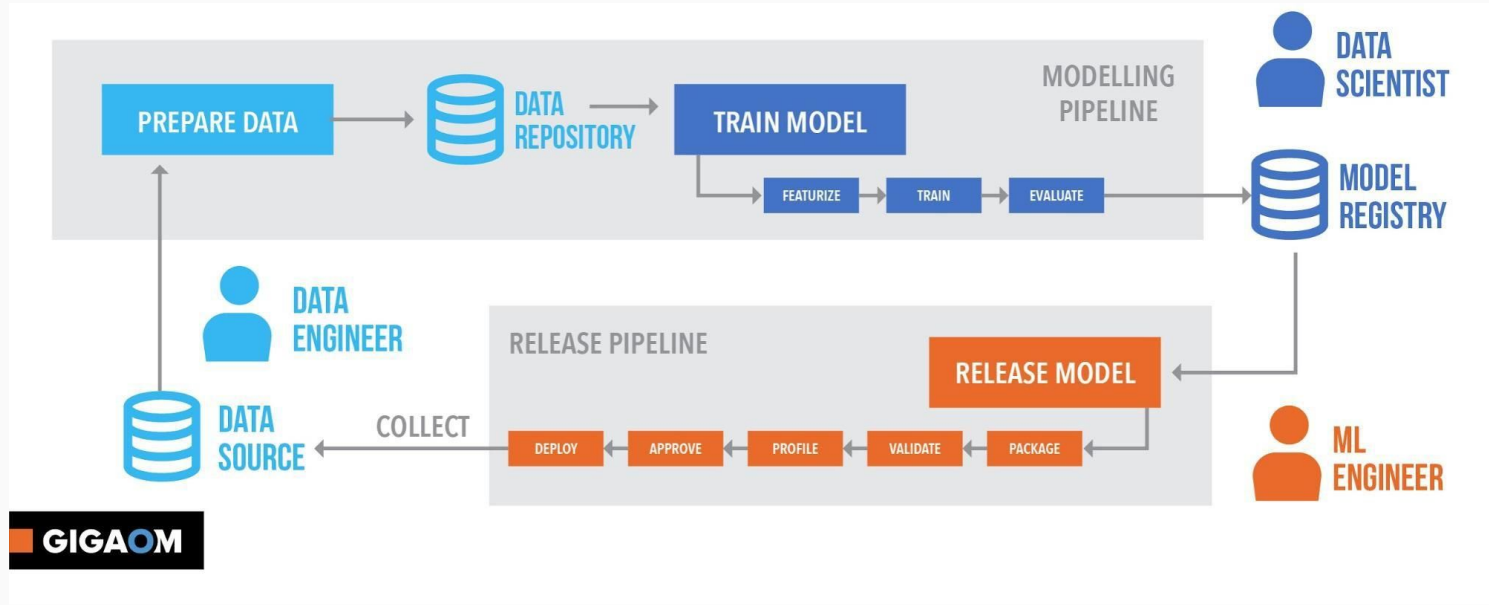 MODELLING
PIPELINE
DATA
SCIENTIST
PREPARE DATA
DATA
REPOSITORY
TRAIN MODEL
FEATURIZE
TRAIN
EVALUATE
MODEL
REGISTRY
DATA
ENGINEER
RELEASE PIPELINE
RELEASE MODEL
DATA
SOURCE
COLLECT
DEPLOY
APPROVE
PROFILE
VALIDATE
PACKAGE
ML
ENGINEER
GIGAOM